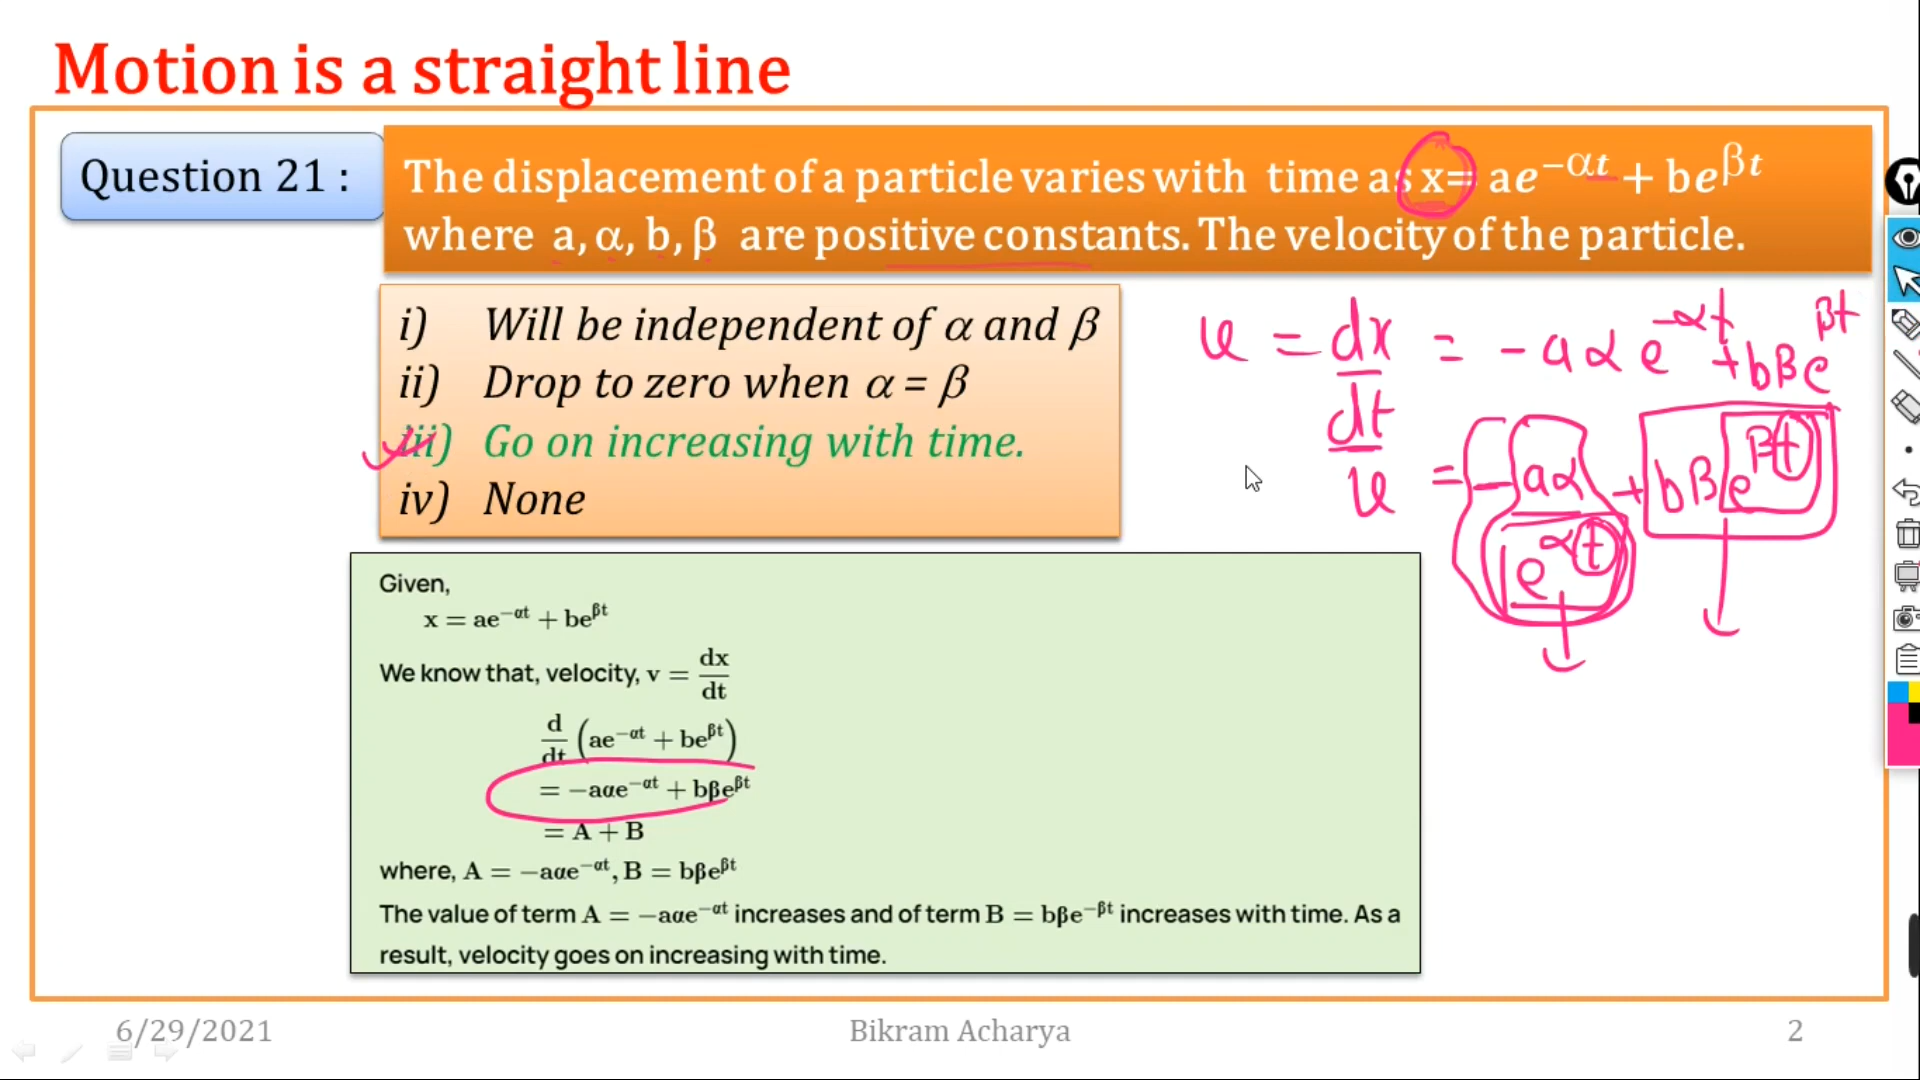 Motion is a straight line
Question 21 :
The displacement of a particle varies with time as x= ae^{−αt} + be^{βt}
where a, α, b, β are positive constants. The velocity of the particle.
i) Will be independent of α and β
ii) Drop to zero when α = β
iii) Go on increasing with time.
iv) None
u = dx/dt = - aα e^{-αt} + bβ e^{βt}
u = - aα / e^{αt} + bβ e^{βt}
Given,
x = ae^{−αt} + be^{βt}
We know that, velocity, v = dx/dt
d/dt (ae^{−αt} + be^{βt})
= −aαe^{−αt} + bβe^{βt}
= A + B
where, A = −aαe^{−αt}, B = bβe^{βt}
The value of term A = −aαe^{−αt} increases and of term B = bβe^{−βt} increases with time. As a
result, velocity goes on increasing with time.
6/29/2021
Bikram Acharya
2